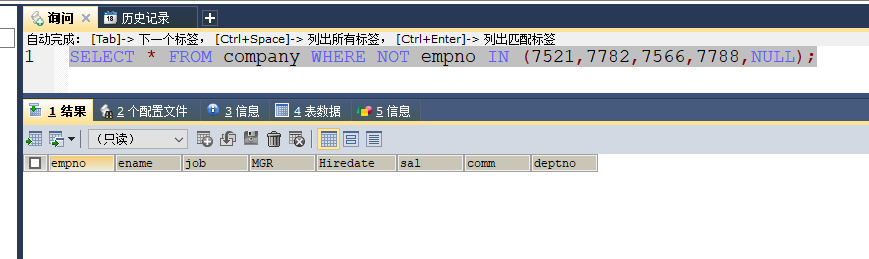 询问 历史记录
自动完成: [Tab]-> 下一个标签, [Ctrl+Space]-> 列出所有标签, [Ctrl+Enter]-> 列出匹配标签
1 SELECT * FROM company WHERE NOT empno IN (7521,7782,7566,7788,NULL);
1 结果 2 个配置文件 3 信息 4 表数据 5 信息
（只读）
empno ename job MGR Hiredate sal comm deptno